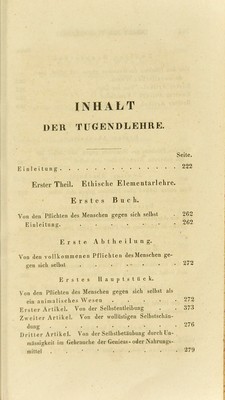 INHALT
DER TUGENDLEHRE.
Seite.
Einleitung . . . . . . . . . . 222
Erster Theil. Ethische Elementarlehre.
Erstes Buch.
Von den Pflichten des Menschen gegen sich selbst . 262
Einleitung. . . . . . . . . . 262
Erste Abtheilung.
Von den vollkommenen Pflichten des Menschen ge-
gen sich selbst . . . . . . . . 272
Erstes Hauptstück.
Von den Pflichten des Menschen gegen sich selbst als
ein animalisches Wesen . . . . . . 272
Erster Artikel. Von der Selbstentleibung . . 373
Zweiter Artikel. Von der wollüstigen Selbstschän-
dung . . . . . . . . . . 276
Dritter Artikel. Von der Selbstbetäubung durch Un-
mässigkeit im Gebrauche der Genians- oder Nahrungs-
mittel . . . . . . . . . . 279